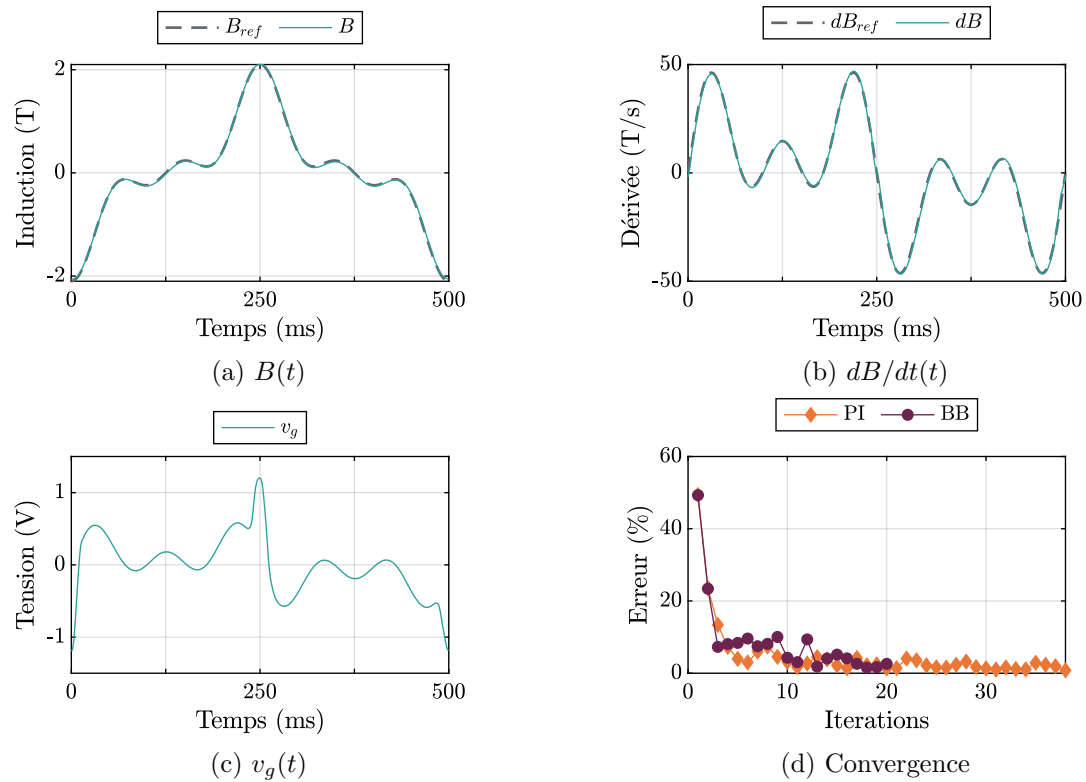 B_ref B
Induction (T)
2
0
-2
0 250 500
Temps (ms)
(a) B(t)
dB_ref dB
Dérivée (T/s)
50
0
-50
0 250 500
Temps (ms)
(b) dB/dt(t)
v_g
Tension (V)
1
0
-1
0 250 500
Temps (ms)
(c) v_g(t)
PI BB
Erreur (%)
60
40
20
0
0 10 20 30
Iterations
(d) Convergence